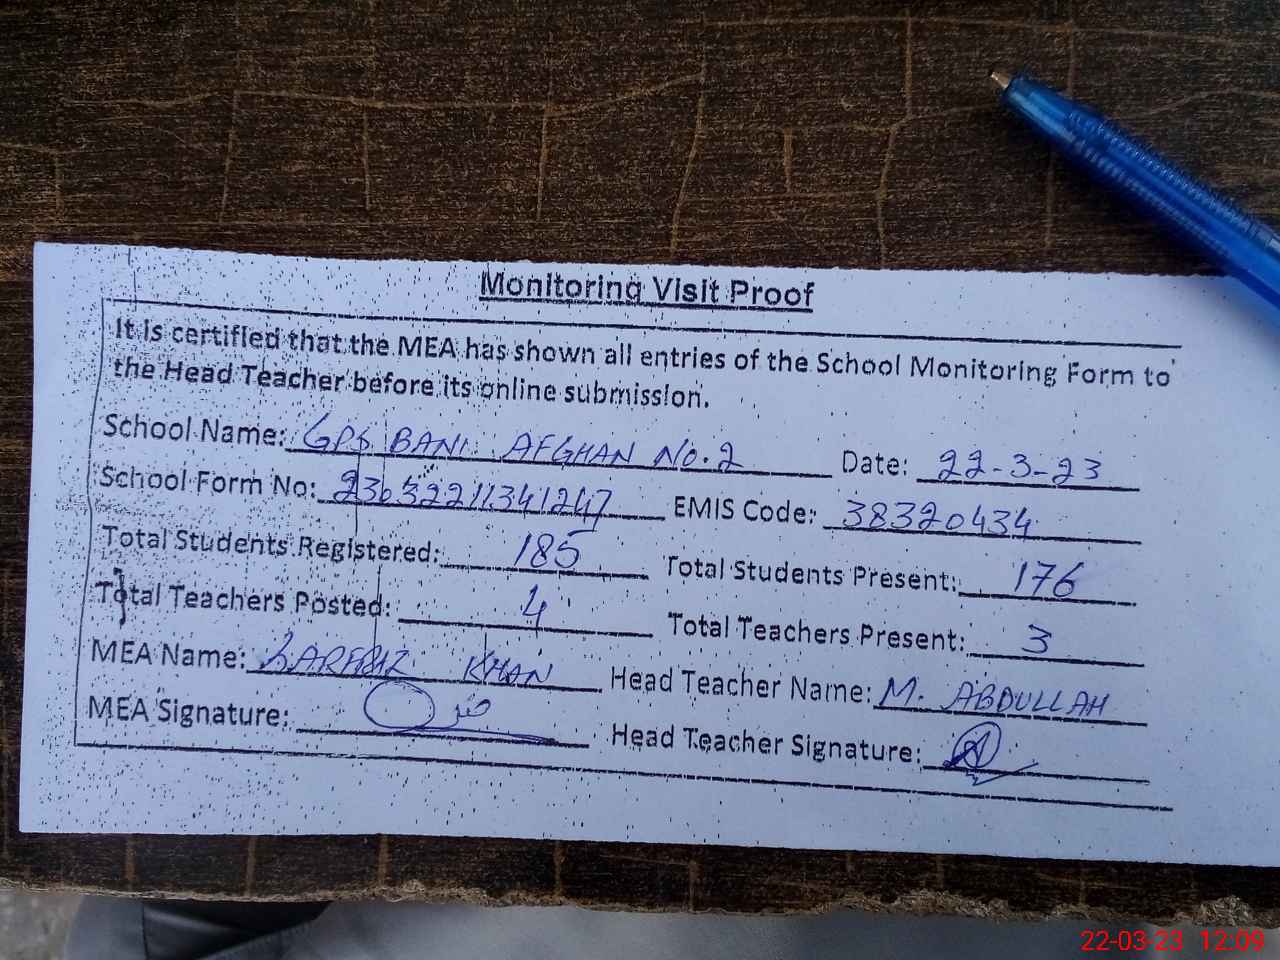 Monitoring Visit Proof
It is certified that the MEA has shown all entries of the School Monitoring Form to
the Head Teacher before its online submission.
School Name: GPS BANI AFGHAN No.2 Date: 22-3-23
School Form No: 23032211341247 EMIS Code: 38320434
Total Students Registered: 185 Total Students Present: 176
Total Teachers Posted: 4 Total Teachers Present: 3
MEA Name: KHAN Head Teacher Name: M. ABDULLAH
MEA Signature: Head Teacher Signature:
22-03-23 12:09